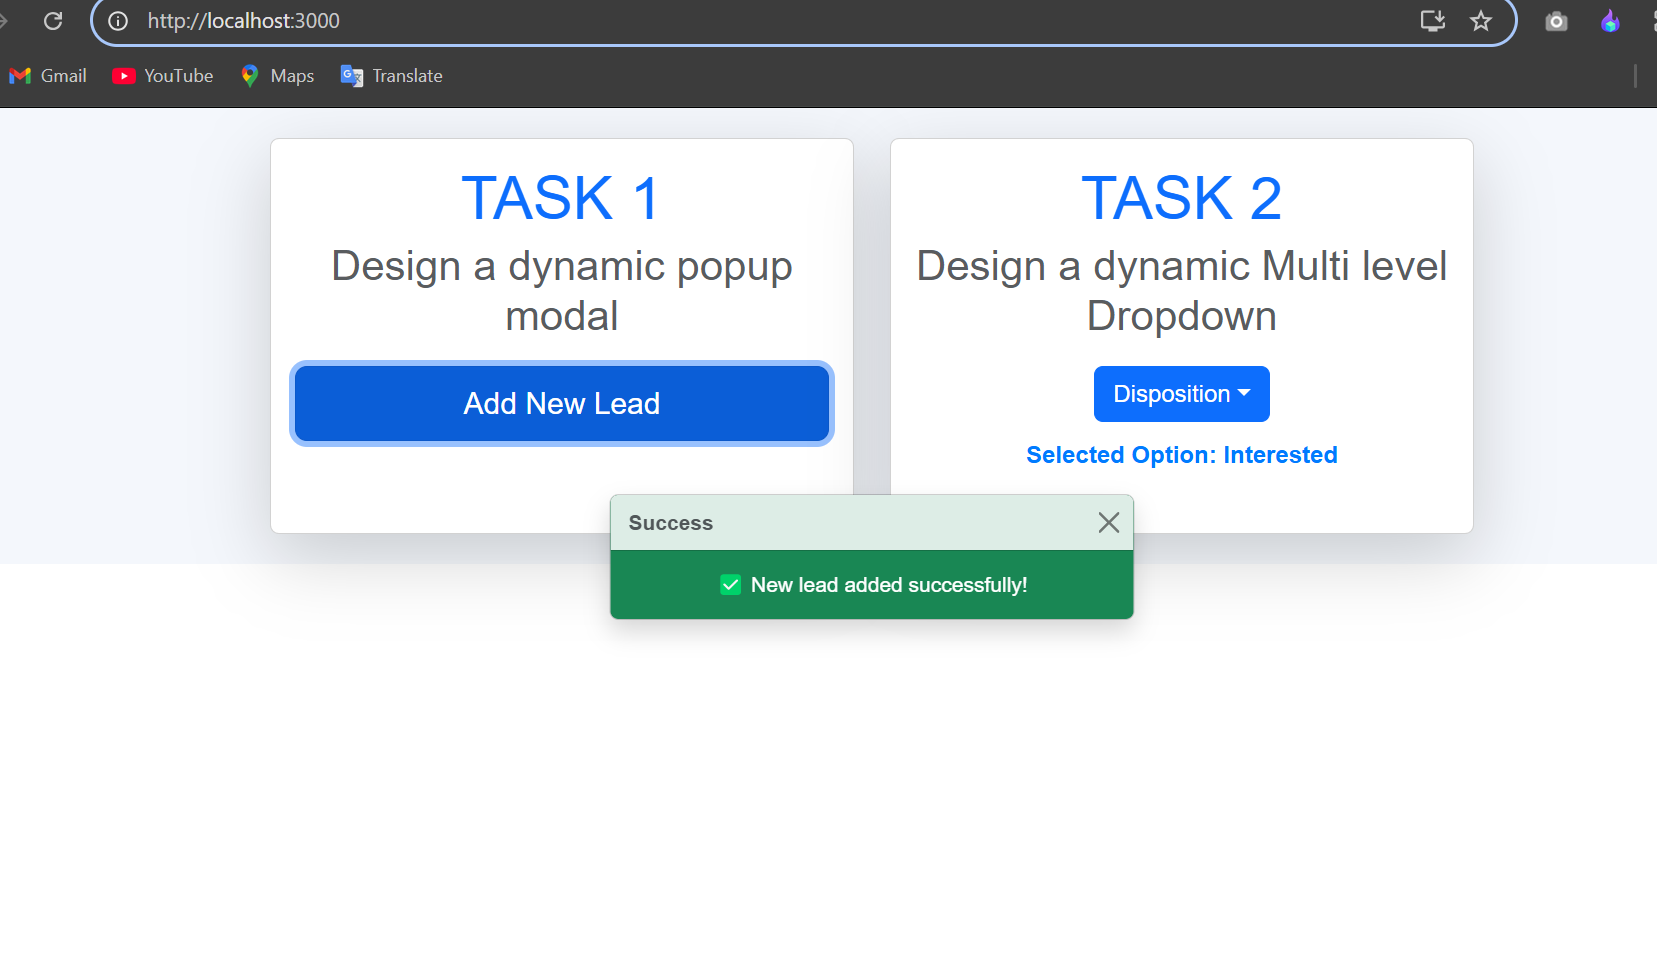 http://localhost:3000
Gmail YouTube Maps Translate
TASK 1
Design a dynamic popup
modal
Add New Lead
TASK 2
Design a dynamic Multi level
Dropdown
Disposition
Selected Option: Interested
Success
New lead added successfully!